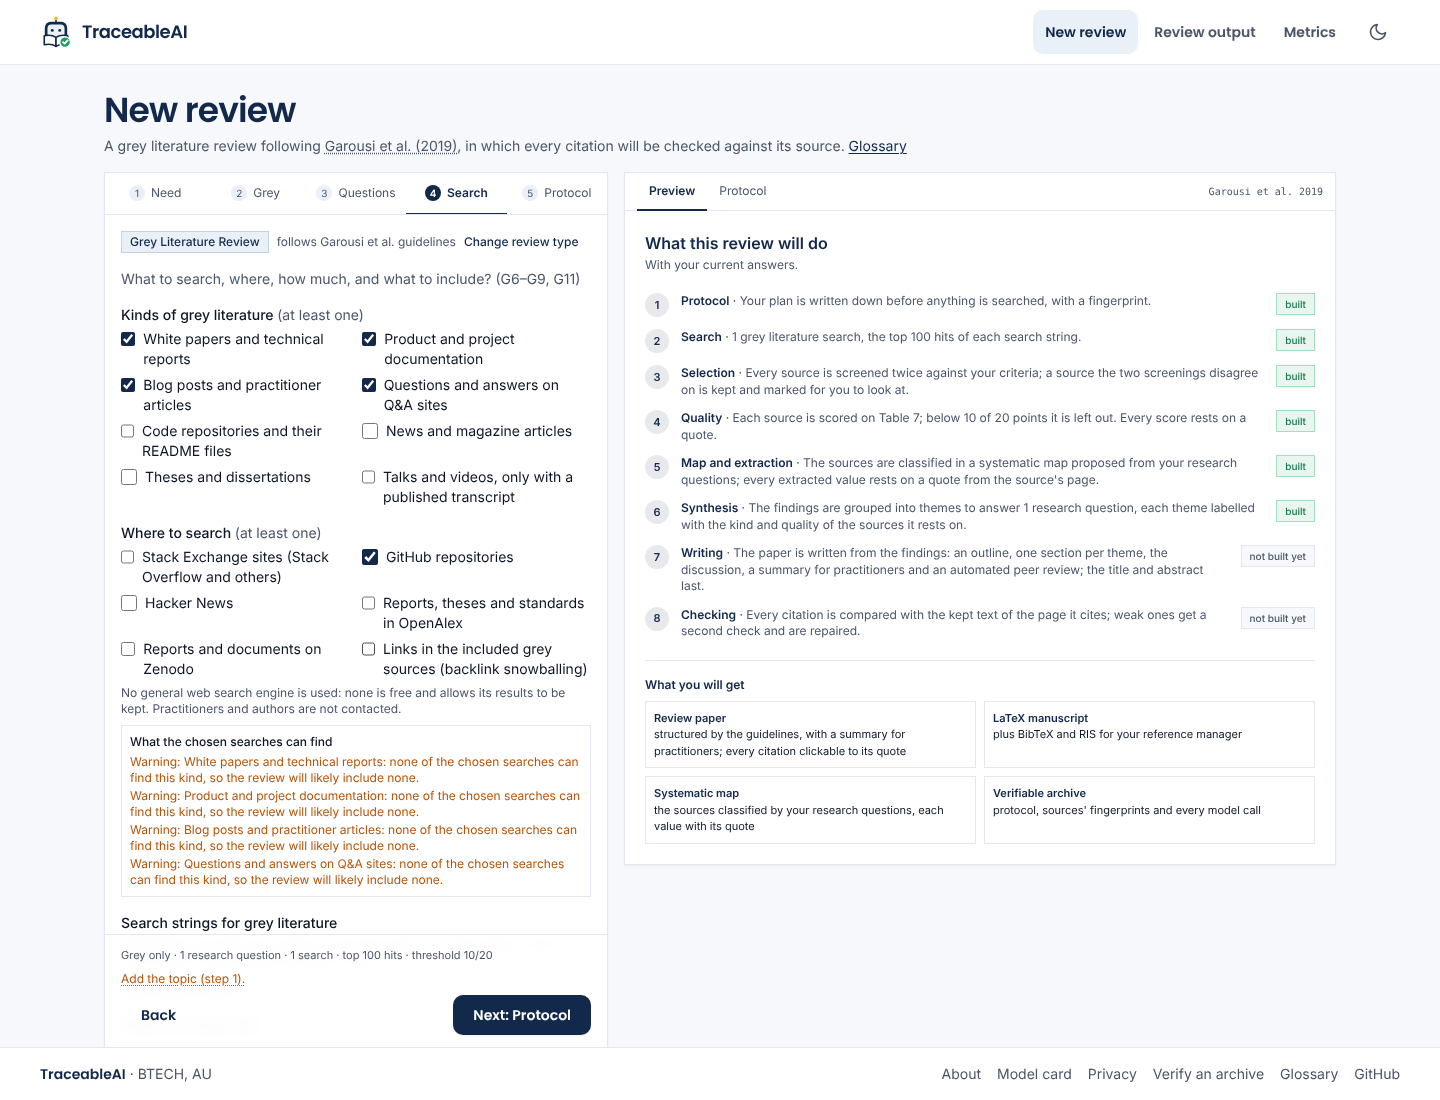 TraceableAI
New review
Review output
Metrics
New review
A grey literature review following Garousi et al. (2019), in which every citation will be checked against its source. Glossary
1 Need
2 Grey
3 Questions
4 Search
5 Protocol
Grey Literature Review follows Garousi et al. guidelines Change review type
What to search, where, how much, and what to include? (G6–G9, G11)
Kinds of grey literature (at least one)
White papers and technical
reports
Product and project
documentation
Blog posts and practitioner
articles
Questions and answers on
Q&A sites
Code repositories and their
README files
News and magazine articles
Theses and dissertations
Talks and videos, only with a
published transcript
Where to search (at least one)
Stack Exchange sites (Stack
Overflow and others)
GitHub repositories
Hacker News
Reports, theses and standards
in OpenAlex
Reports and documents on
Zenodo
Links in the included grey
sources (backlink snowballing)
No general web search engine is used: none is free and allows its results to be
kept. Practitioners and authors are not contacted.
What the chosen searches can find
Warning: White papers and technical reports: none of the chosen searches can
find this kind, so the review will likely include none.
Warning: Product and project documentation: none of the chosen searches can
find this kind, so the review will likely include none.
Warning: Blog posts and practitioner articles: none of the chosen searches can
find this kind, so the review will likely include none.
Warning: Questions and answers on Q&A sites: none of the chosen searches
can find this kind, so the review will likely include none.
Search strings for grey literature
Grey only · 1 research question · 1 search · top 100 hits · threshold 10/20
Add the topic (step 1).
Back
Next: Protocol
Preview
Protocol
Garousi et al. 2019
What this review will do
With your current answers.
1 Protocol · Your plan is written down before anything is searched, with a fingerprint. built
2 Search · 1 grey literature search, the top 100 hits of each search string. built
3 Selection · Every source is screened twice against your criteria; a source the two screenings disagree built
on is kept and marked for you to look at.
4 Quality · Each source is scored on Table 7; below 10 of 20 points it is left out. Every score rests on a built
quote.
5 Map and extraction · The sources are classified in a systematic map proposed from your research built
questions; every extracted value rests on a quote from the source's page.
6 Synthesis · The findings are grouped into themes to answer 1 research question, each theme labelled built
with the kind and quality of the sources it rests on.
7 Writing · The paper is written from the findings: an outline, one section per theme, the not built yet
discussion, a summary for practitioners and an automated peer review; the title and abstract
last.
8 Checking · Every citation is compared with the kept text of the page it cites; weak ones get a not built yet
second check and are repaired.
What you will get
Review paper
structured by the guidelines, with a summary for
practitioners; every citation clickable to its quote
LaTeX manuscript
plus BibTeX and RIS for your reference manager
Systematic map
the sources classified by your research questions, each
value with its quote
Verifiable archive
protocol, sources' fingerprints and every model call
TraceableAI · BTECH, AU
About
Model card
Privacy
Verify an archive
Glossary
GitHub